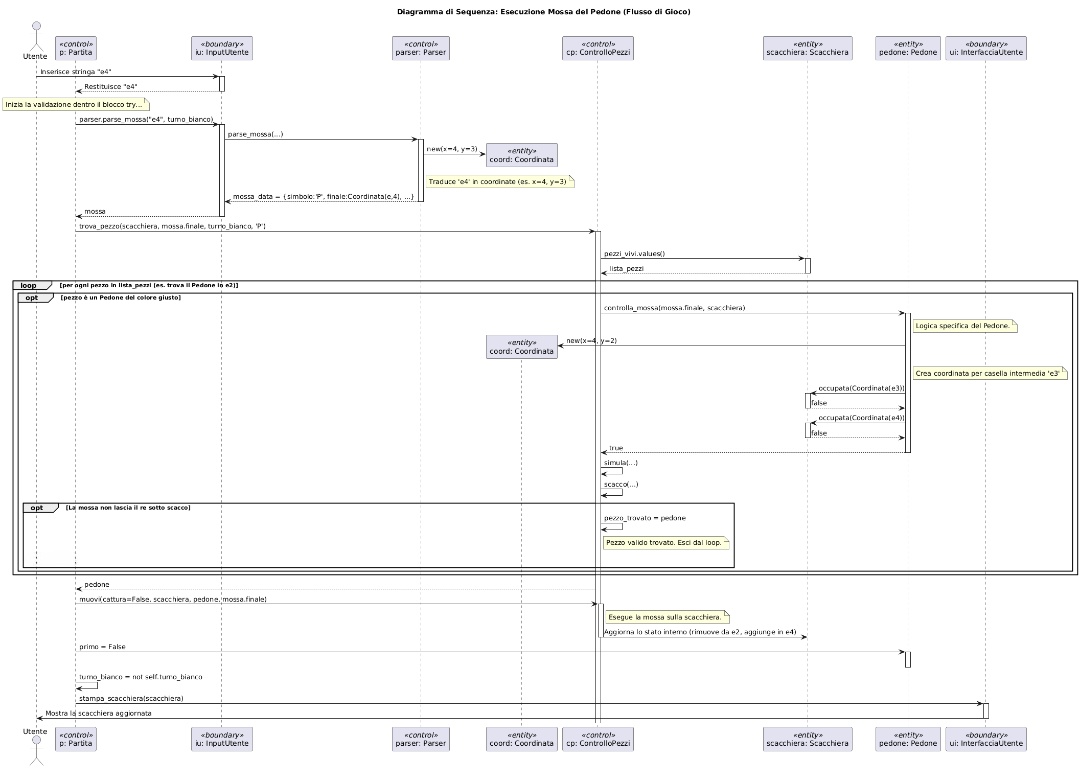 Diagramma di Sequenza: Esecuzione Mossa del Pedone (Flusso di Gioco)
Utente
«control»
p: Partita
«boundary»
iu: InputUtente
«control»
parser: Parser
«control»
cp: ControlloPezzi
«entity»
scacchiera: Scacchiera
«entity»
pedone: Pedone
«boundary»
ui: InterfacciaUtente
Inserisce stringa "e4"
Restituisce "e4"
Inizia la validazione dentro il blocco try...
parser.parse_mossa("e4", turno_bianco)
parse_mossa(...)
new(x=4, y=3)
«entity»
coord: Coordinata
Traduce 'e4' in coordinate (es. x=4, y=3)
mossa_data = {simbolo:'P', finale:Coordinata(e,4), ...}
mossa
trova_pezzo(scacchiera, mossa.finale, turno_bianco, 'P')
pezzi_vivi.values()
lista_pezzi
loop [per ogni pezzo in lista_pezzi (es. trova il Pedone in e2)]
opt [pezzo è un Pedone del colore giusto]
controlla_mossa(mossa.finale, scacchiera)
Logica specifica del Pedone.
«entity»
coord: Coordinata
new(x=4, y=2)
Crea coordinata per casella intermedia 'e3'
occupata(Coordinata(e3))
false
occupata(Coordinata(e4))
false
true
simula(...)
scacco(...)
opt [La mossa non lascia il re sotto scacco]
pezzo_trovato = pedone
Pezzo valido trovato. Esci dal loop.
pedone
muovi(cattura=False, scacchiera, pedone, mossa.finale)
Esegue la mossa sulla scacchiera.
Aggiorna lo stato interno (rimuove da e2, aggiunge in e4)
primo = False
turno_bianco = not self.turno_bianco
stampa_scacchiera(scacchiera)
Mostra la scacchiera aggiornata
Utente
«control»
p: Partita
«boundary»
iu: InputUtente
«control»
parser: Parser
«entity»
coord: Coordinata
«control»
cp: ControlloPezzi
«entity»
scacchiera: Scacchiera
«entity»
pedone: Pedone
«boundary»
ui: InterfacciaUtente